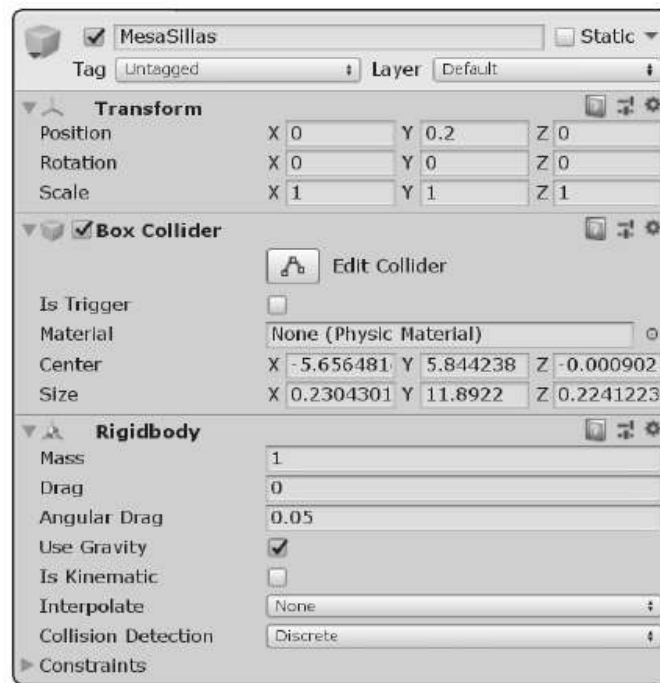 MesaSillas Static
Tag Untagged Layer Default
Transform
Position X 0 Y 0.2 Z 0
Rotation X 0 Y 0 Z 0
Scale X 1 Y 1 Z 1
Box Collider
Edit Collider
Is Trigger
Material None (Physic Material)
Center X -5.656481 Y 5.844238 Z -0.000902
Size X 0.2304301 Y 11.8922 Z 0.2241223
Rigidbody
Mass 1
Drag 0
Angular Drag 0.05
Use Gravity
Is Kinematic
Interpolate None
Collision Detection Discrete
Constraints